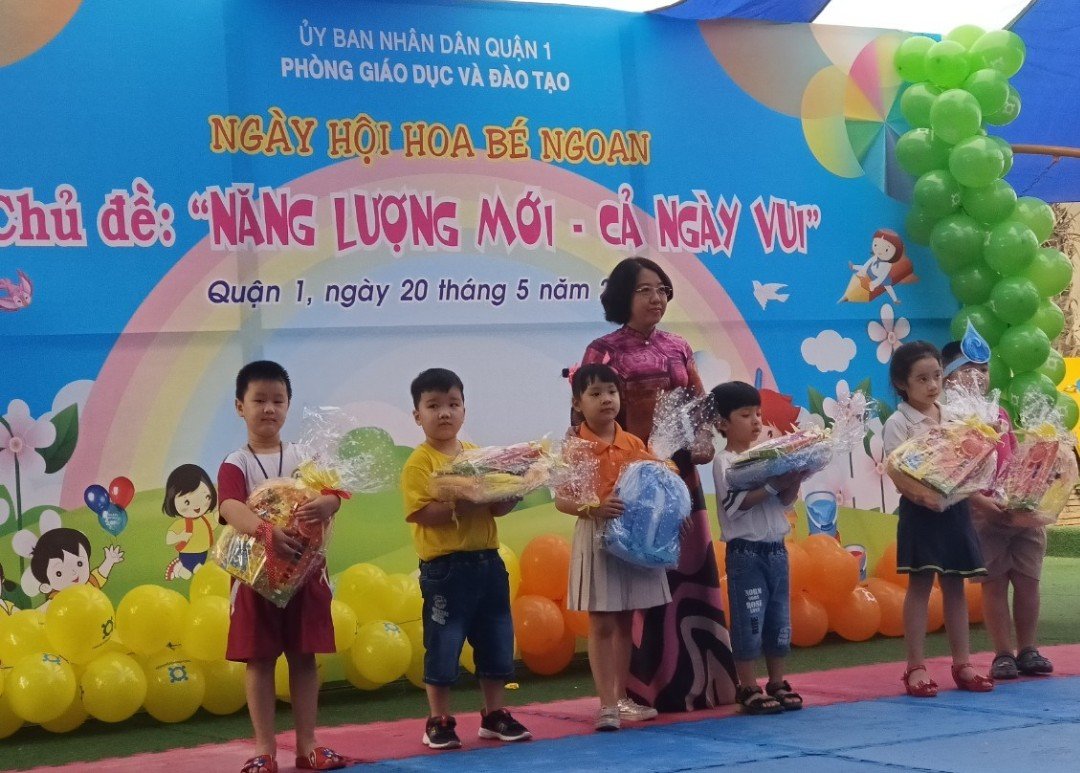 ỦY BAN NHÂN DÂN QUẬN 1
PHÒNG GIÁO DỤC VÀ ĐÀO TẠO
NGÀY HỘI HOA BÉ NGOAN
Chủ đề: “NĂNG LƯỢNG MỚI - CẢ NGÀY VUI”
Quận 1, ngày 20 tháng 5 năm 2